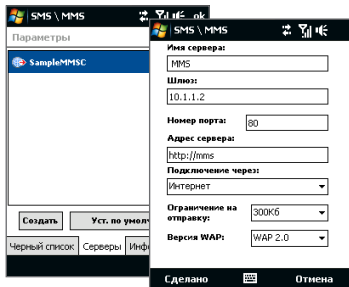 SMS \ MMS
ok
Параметры
SampleMMSC
Создать
Уст. по умолч
Черный список
Серверы
Инфо
SMS \ MMS
Имя сервера:
MMS
Шлюз:
10.1.1.2
Номер порта: 80
Адрес сервера:
http://mms
Подключение через:
Интернет
Ограничение на
отправку: 300Кб
Версия WAP: WAP 2.0
Сделано
Отмена